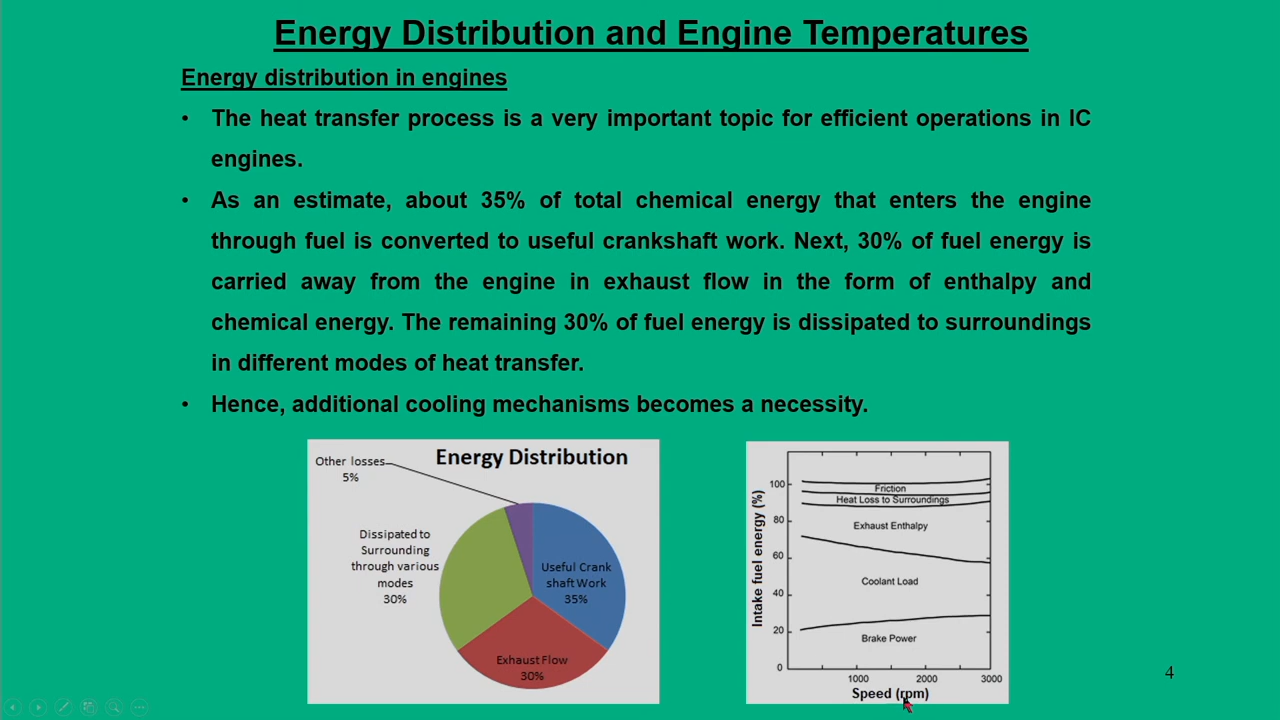 Energy Distribution and Engine Temperatures
Energy distribution in engines
• The heat transfer process is a very important topic for efficient operations in IC
engines.
• As an estimate, about 35% of total chemical energy that enters the engine
through fuel is converted to useful crankshaft work. Next, 30% of fuel energy is
carried away from the engine in exhaust flow in the form of enthalpy and
chemical energy. The remaining 30% of fuel energy is dissipated to surroundings
in different modes of heat transfer.
• Hence, additional cooling mechanisms becomes a necessity.
Energy Distribution
Other losses
5%
Dissipated to
Surrounding
through various
modes
30%
Useful Crank
shaft Work
35%
Exhaust Flow
30%
Intake fuel energy (%)
100
80
60
40
20
0
Friction
Heat Loss to Surroundings
Exhaust Enthalpy
Coolant Load
Brake Power
1000 2000 3000
Speed (rpm)
4